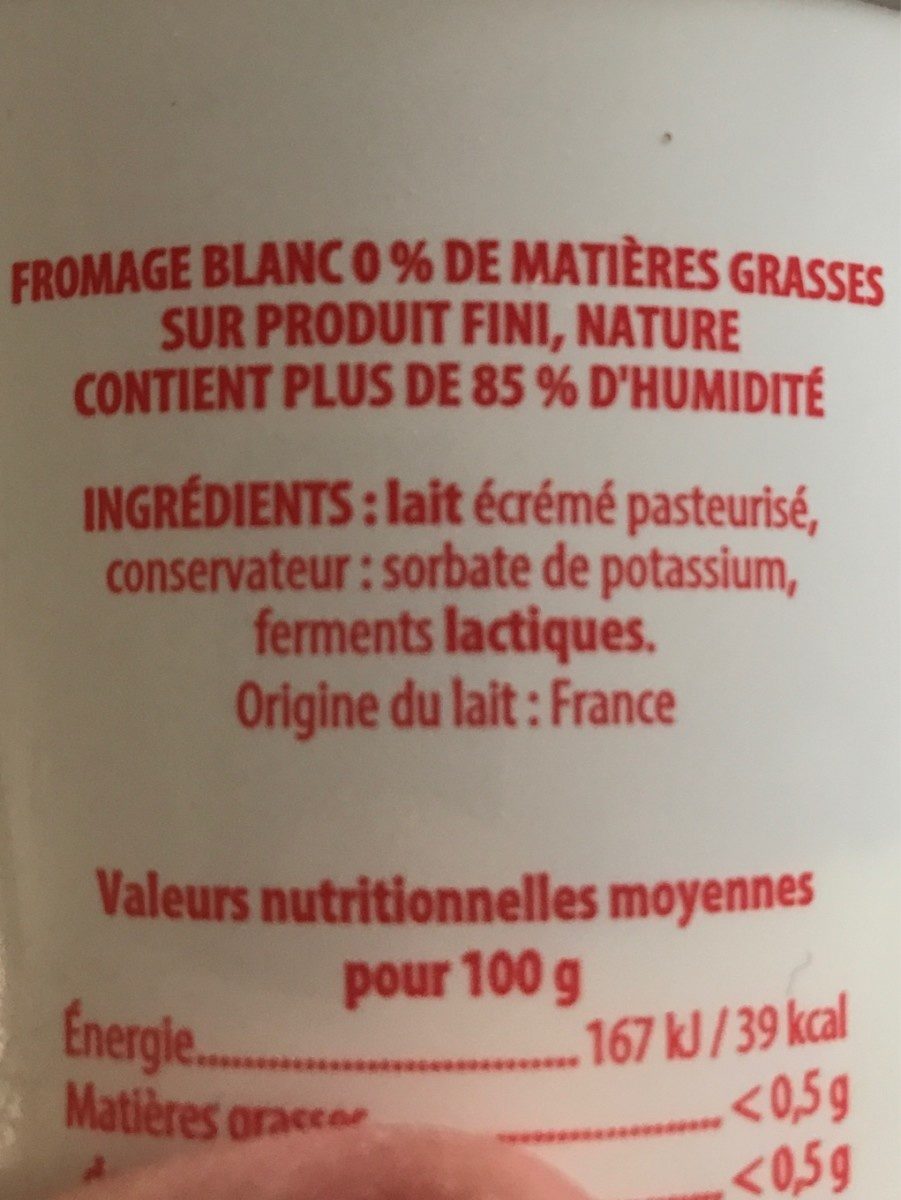 FROMAGE BLANC 0 % DE MATIÈRES GRASSES
SUR PRODUIT FINI, NATURE
CONTIENT PLUS DE 85 % D'HUMIDITÉ
INGRÉDIENTS : lait écrémé pasteurisé,
conservateur : sorbate de potassium,
ferments lactiques.
Origine du lait : France
Valeurs nutritionnelles moyennes
pour 100 g
Énergie.................................... 167 kJ / 39 kcal
Matières grasses .................... < 0,5 g
< 0,5 g